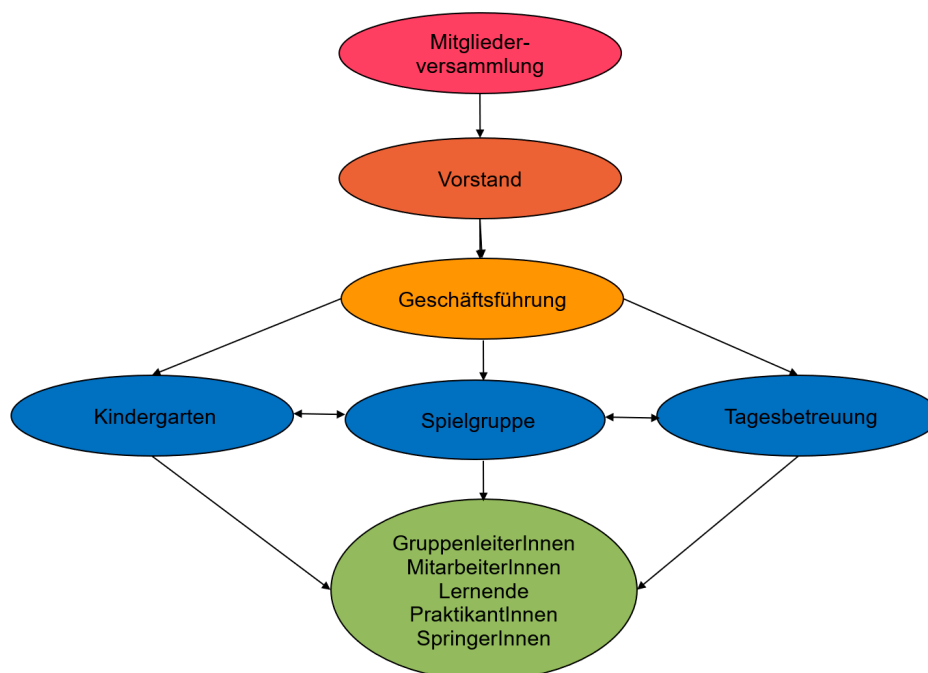 Mitglieder-
versammlung
Vorstand
Geschäftsführung
Kindergarten
Spielgruppe
Tagesbetreuung
GruppenleiterInnen
MitarbeiterInnen
Lernende
PraktikantInnen
SpringerInnen